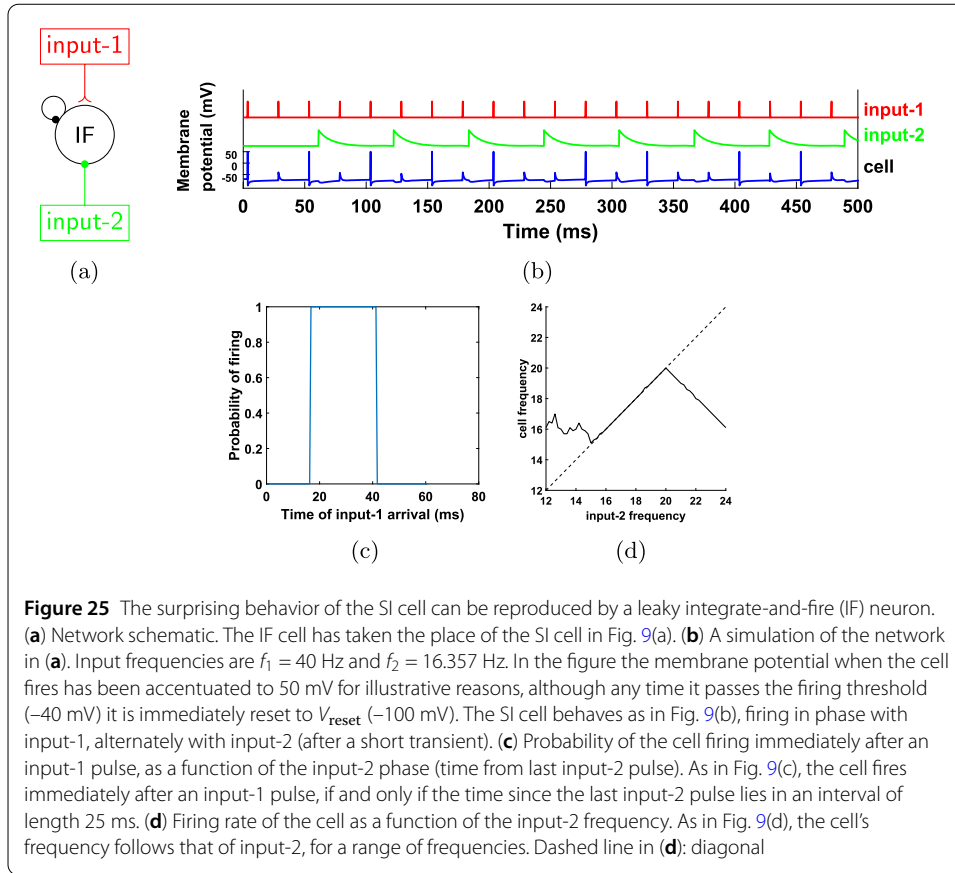 input-1
IF
input-2
(a)
Membrane
potential (mV)
50
0
-50
input-1
input-2
cell
0 50 100 150 200 250 300 350 400 450 500
Time (ms)
(b)
Probability of firing
1
0.8
0.6
0.4
0.2
0
0 20 40 60 80
Time of input-1 arrival (ms)
(c)
cell frequency
24
22
20
18
16
14
12
12 14 16 18 20 22 24
input-2 frequency
(d)
Figure 25 The surprising behavior of the SI cell can be reproduced by a leaky integrate-and-fire (IF) neuron.
(a) Network schematic. The IF cell has taken the place of the SI cell in Fig. 9(a). (b) A simulation of the network
in (a). Input frequencies are f₁ = 40 Hz and f₂ = 16.357 Hz. In the figure the membrane potential when the cell
fires has been accentuated to 50 mV for illustrative reasons, although any time it passes the firing threshold
(–40 mV) it is immediately reset to Vreset (–100 mV). The SI cell behaves as in Fig. 9(b), firing in phase with
input-1, alternately with input-2 (after a short transient). (c) Probability of the cell firing immediately after an
input-1 pulse, as a function of the input-2 phase (time from last input-2 pulse). As in Fig. 9(c), the cell fires
immediately after an input-1 pulse, if and only if the time since the last input-2 pulse lies in an interval of
length 25 ms. (d) Firing rate of the cell as a function of the input-2 frequency. As in Fig. 9(d), the cell's
frequency follows that of input-2, for a range of frequencies. Dashed line in (d): diagonal